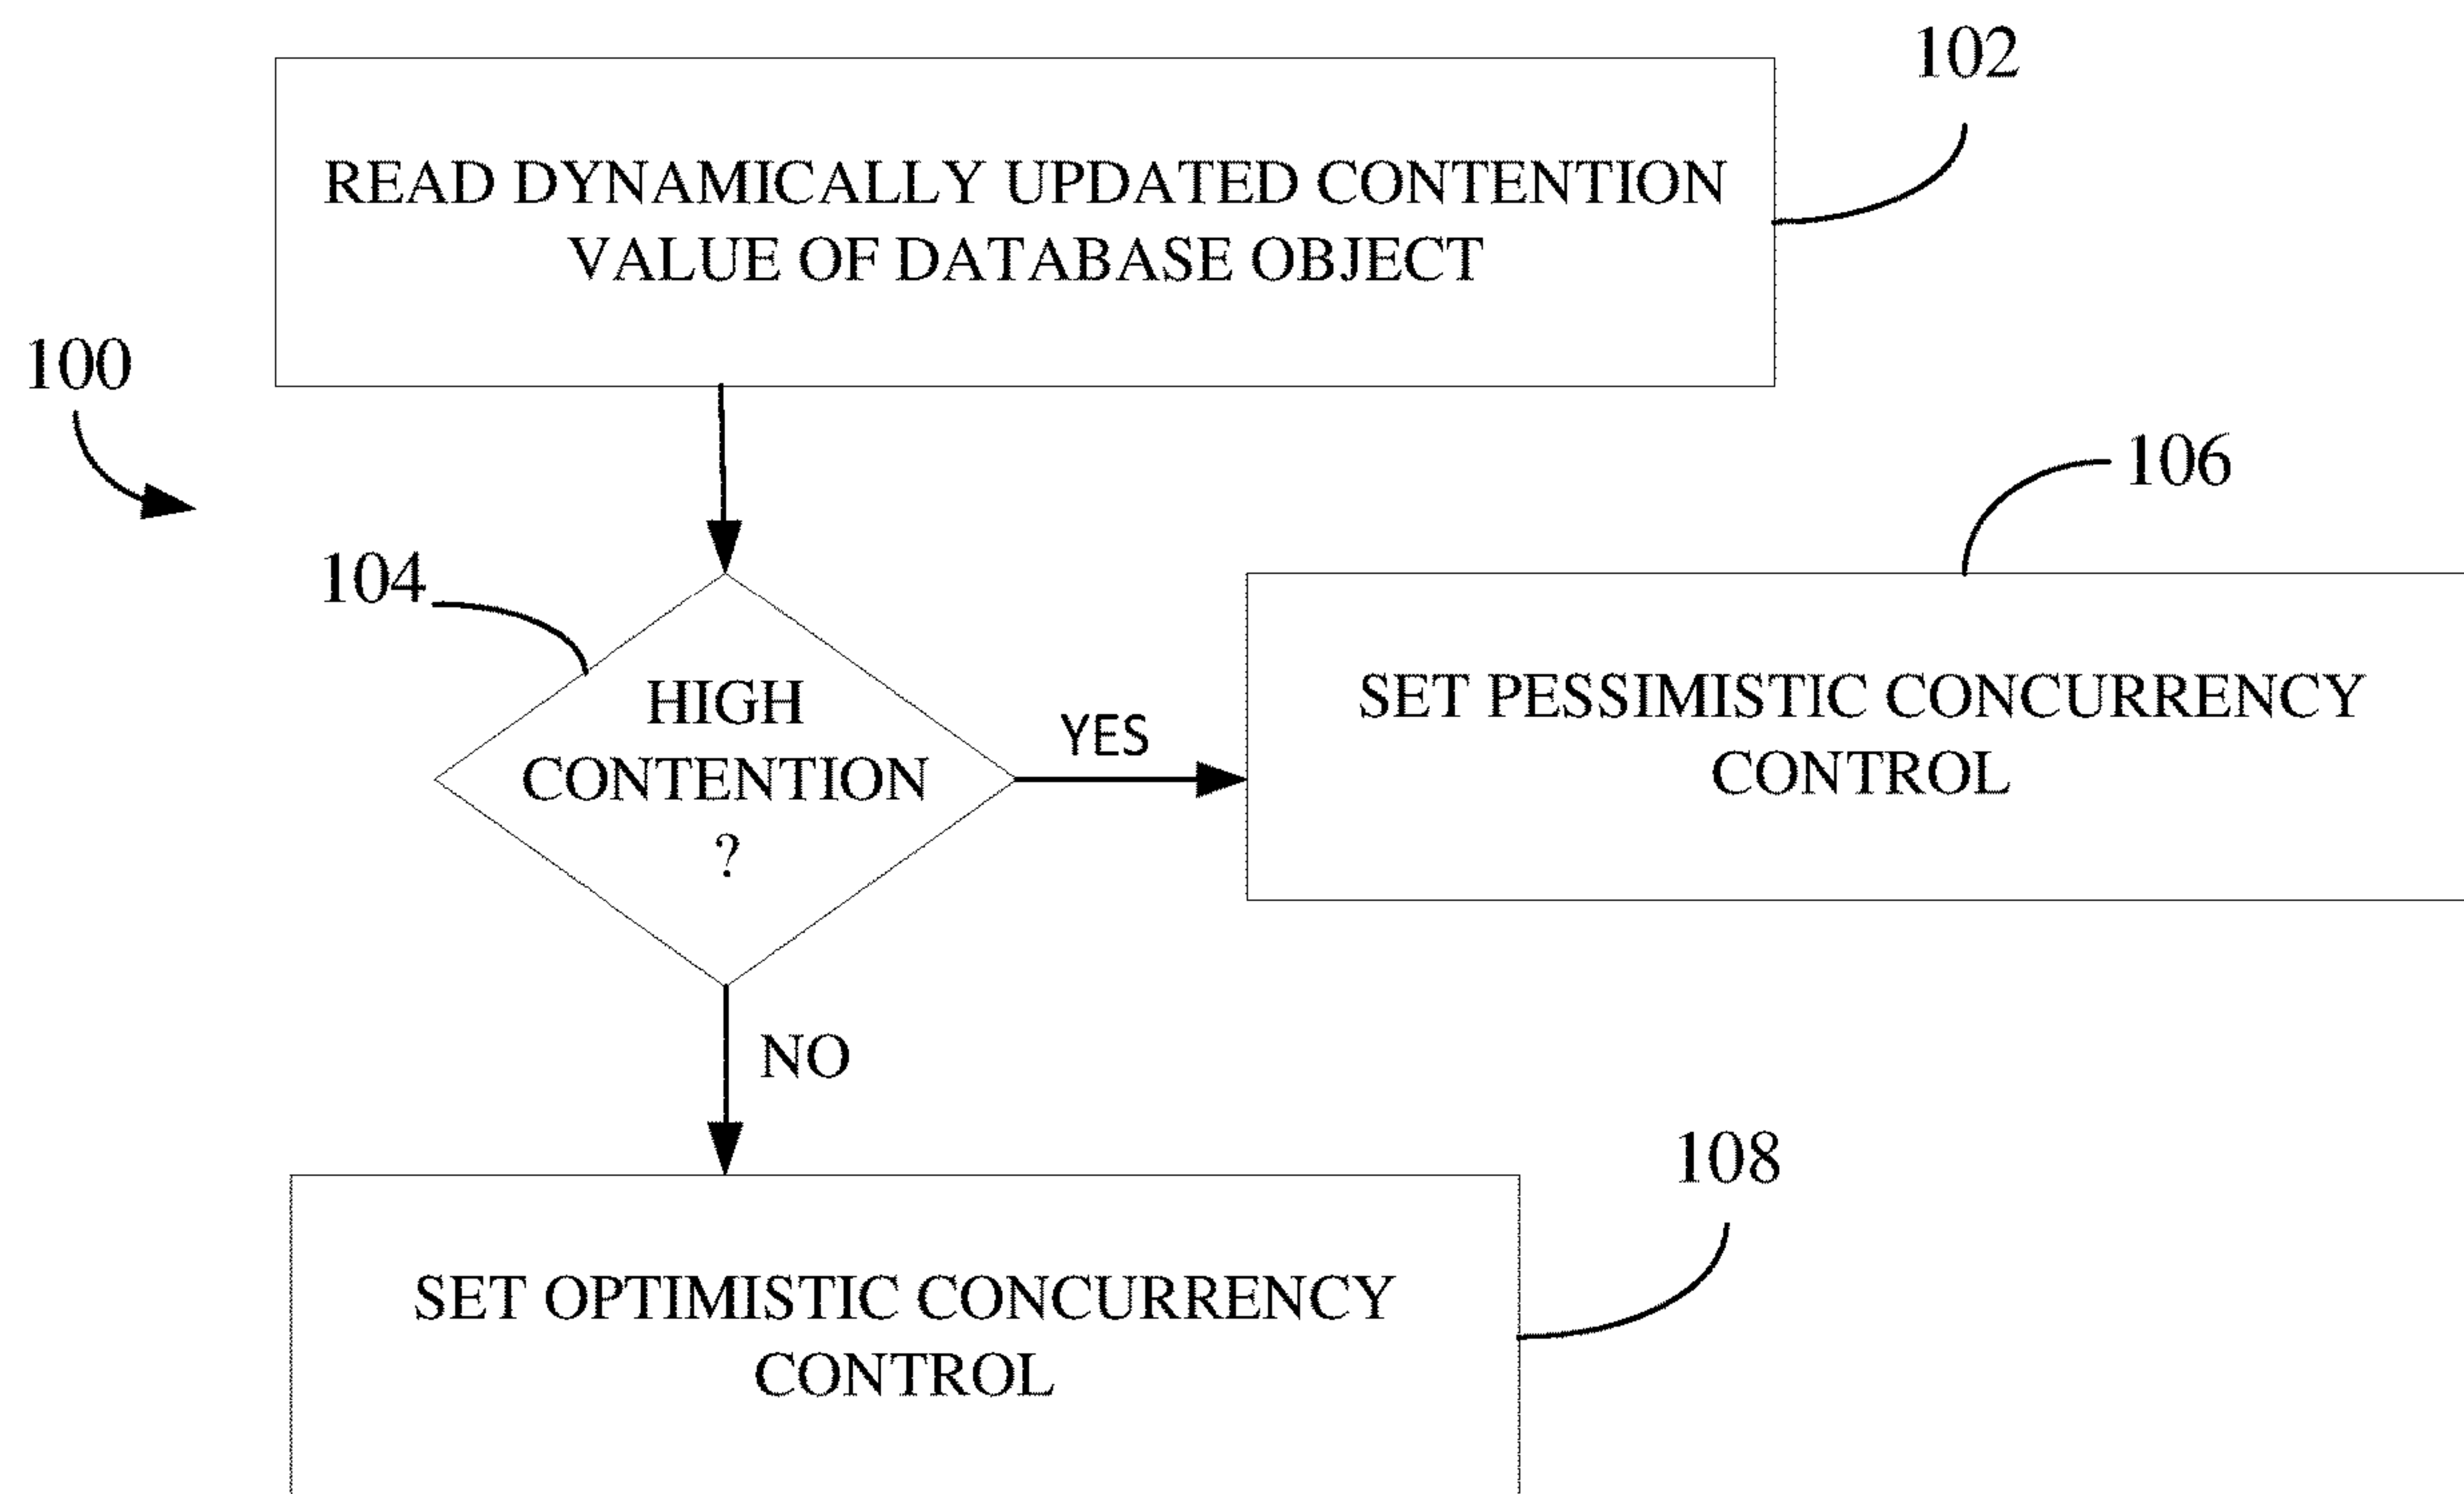 102
READ DYNAMICALLY UPDATED CONTENTION
VALUE OF DATABASE OBJECT
100
106
104
HIGH
CONTENTION
?
YES
SET PESSIMISTIC CONCURRENCY
CONTROL
NO
108
SET OPTIMISTIC CONCURRENCY
CONTROL